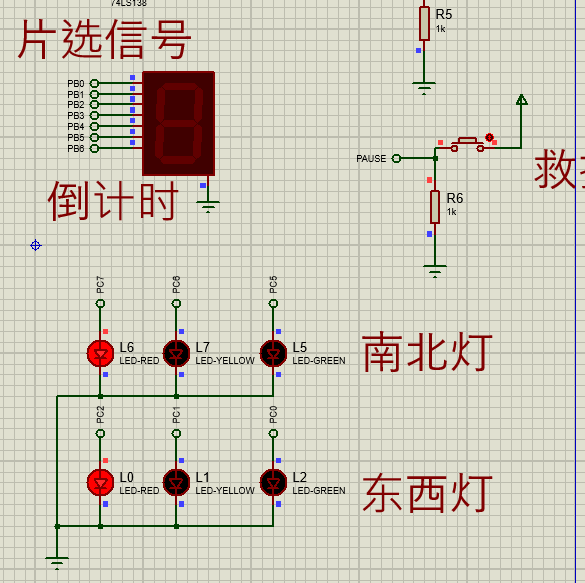 74LS138
片选信号
R5
1k
PB0
PB1
PB2
PB3
PB4
PB5
PB6
PAUSE
救
倒计时
R6
1k
PC7
PC6
PC5
L6
LED-RED
L7
LED-YELLOW
L5
LED-GREEN
南北灯
PC2
PC1
PC0
L0
LED-RED
L1
LED-YELLOW
L2
LED-GREEN
东西灯